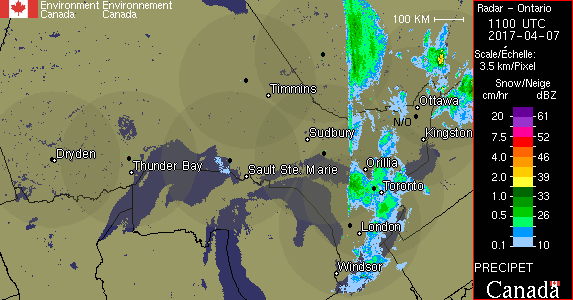 Environment Environnement
Canada Canada
100 KM
Radar - Ontario
1100 UTC
2017-04-07
Scale/Échelle:
3.5 km/Pixel
Snow/Neige
cm/hr dBZ
20 61
7.5 57
5.5 52
4.0 46
2.0 39
1.0 33
0.5 26
0.1 10
PRECIPET
Canada
Timmins
Ottawa
N/O
Sudbury
Kingston
Dryden
Thunder Bay
Sault Ste. Marie
Orillia
Toronto
London
Windsor